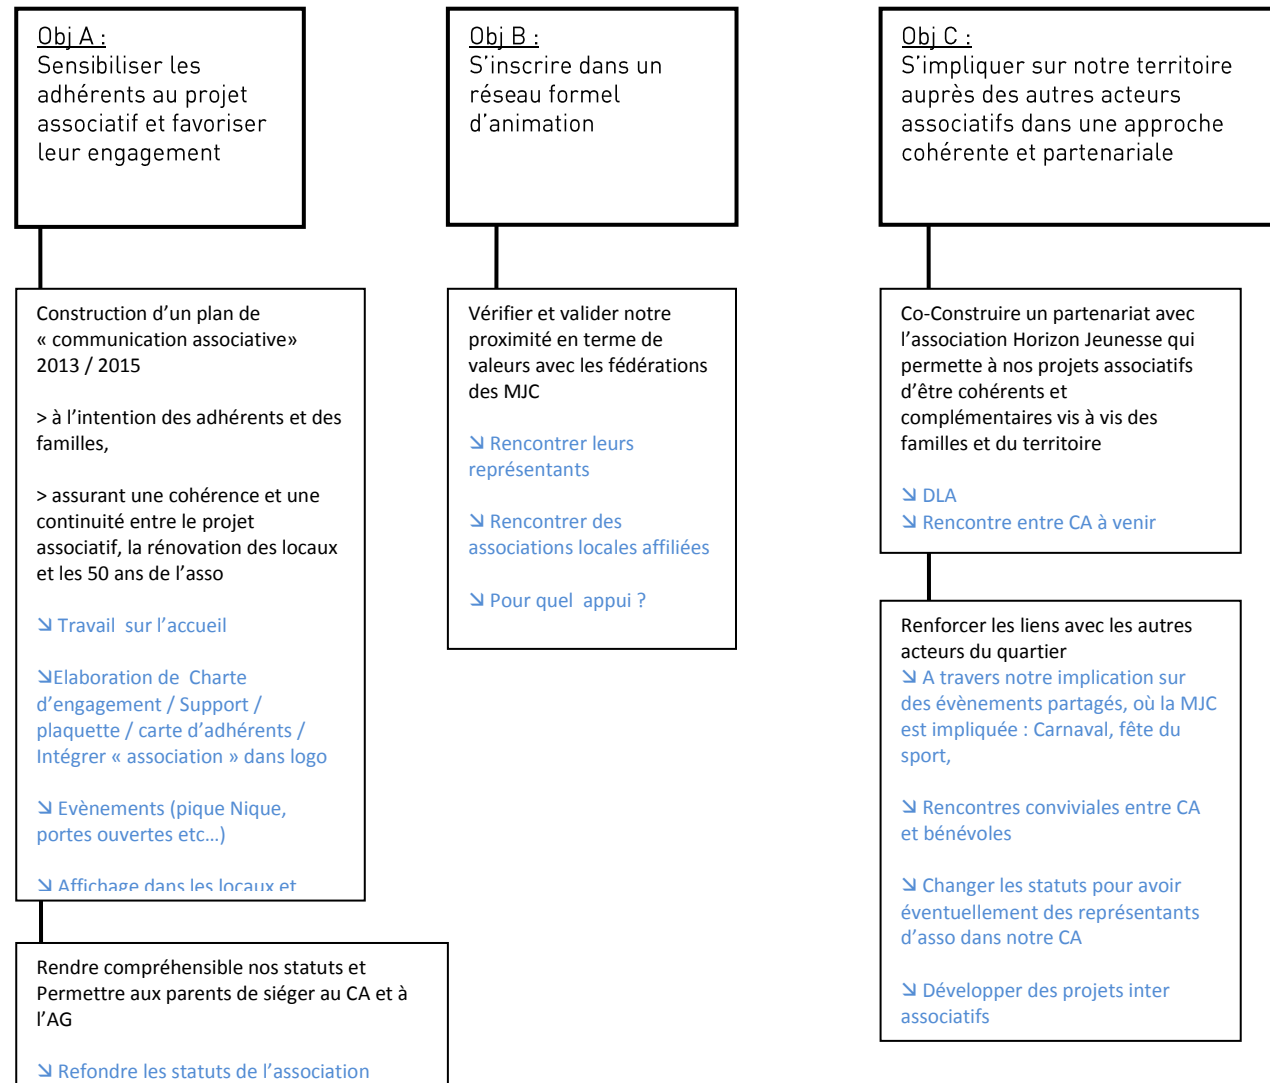 Obj A :
Sensibiliser les
adhérents au projet
associatif et favoriser
leur engagement
Construction d’un plan de
« communication associative»
2013 / 2015
> à l’intention des adhérents et des
familles,
> assurant une cohérence et une
continuité entre le projet
associatif, la rénovation des locaux
et les 50 ans de l’asso
↘ Travail  sur l’accueil
↘Elaboration de  Charte
d’engagement / Support /
plaquette / carte d’adhérents /
Intégrer « association » dans logo
↘ Evènements (pique Nique,
portes ouvertes etc…)
↘ Affichage dans les locaux et
Rendre compréhensible nos statuts et
Permettre aux parents de siéger au CA et à
l’AG
↘ Refondre les statuts de l’association
Obj B :
S’inscrire dans un
réseau formel
d’animation
Vérifier et valider notre
proximité en terme de
valeurs avec les fédérations
des MJC
↘ Rencontrer leurs
représentants
↘ Rencontrer des
associations locale affiliées
↘ Pour quel  appui ?
Obj C :
S’impliquer sur notre territoire
auprès des autres acteurs
associatifs dans une approche
cohérente et partenariale
Co-Construire un partenariat avec
l’association Horizon Jeunesse qui
permette à nos projets associatifs
d’être cohérents et
complémentaires vis à vis des
familles et du territoire
↘ DLA
↘ Rencontre entre CA à venir
Renforcer les liens avec les autres
acteurs du quartier
↘ A travers notre implication sur
des évènements partagés, où la MJC
est impliquée : Carnaval, fête du
sport,
↘ Rencontres conviviales entre CA
et bénévoles
↘ Changer les statuts pour avoir
éventuellement des représentants
d’asso dans notre CA
↘ Développer des projets inter
associatifs